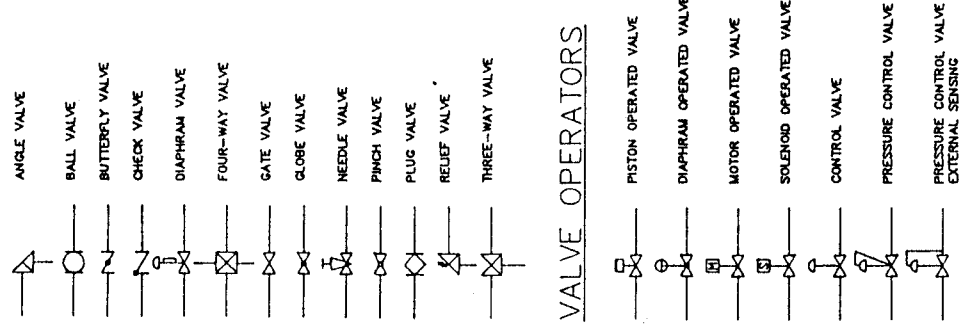 ANGLE VALVE
BALL VALVE
BUTTERFLY VALVE
CHECK VALVE
DIAPHRAM VALVE
FOUR-WAY VALVE
GATE VALVE
GLOBE VALVE
NEEDLE VALVE
PINCH VALVE
PLUG VALVE
RELIEF VALVE
THREE-WAY VALVE
VALVE OPERATORS
PISTON OPERATED VALVE
DIAPHRAM OPERATED VALVE
M
MOTOR OPERATED VALVE
S
SOLENOID OPERATED VALVE
CONTROL VALVE
PRESSURE CONTROL VALVE
PRESSURE CONTROL VALVE
EXTERNAL SENSING